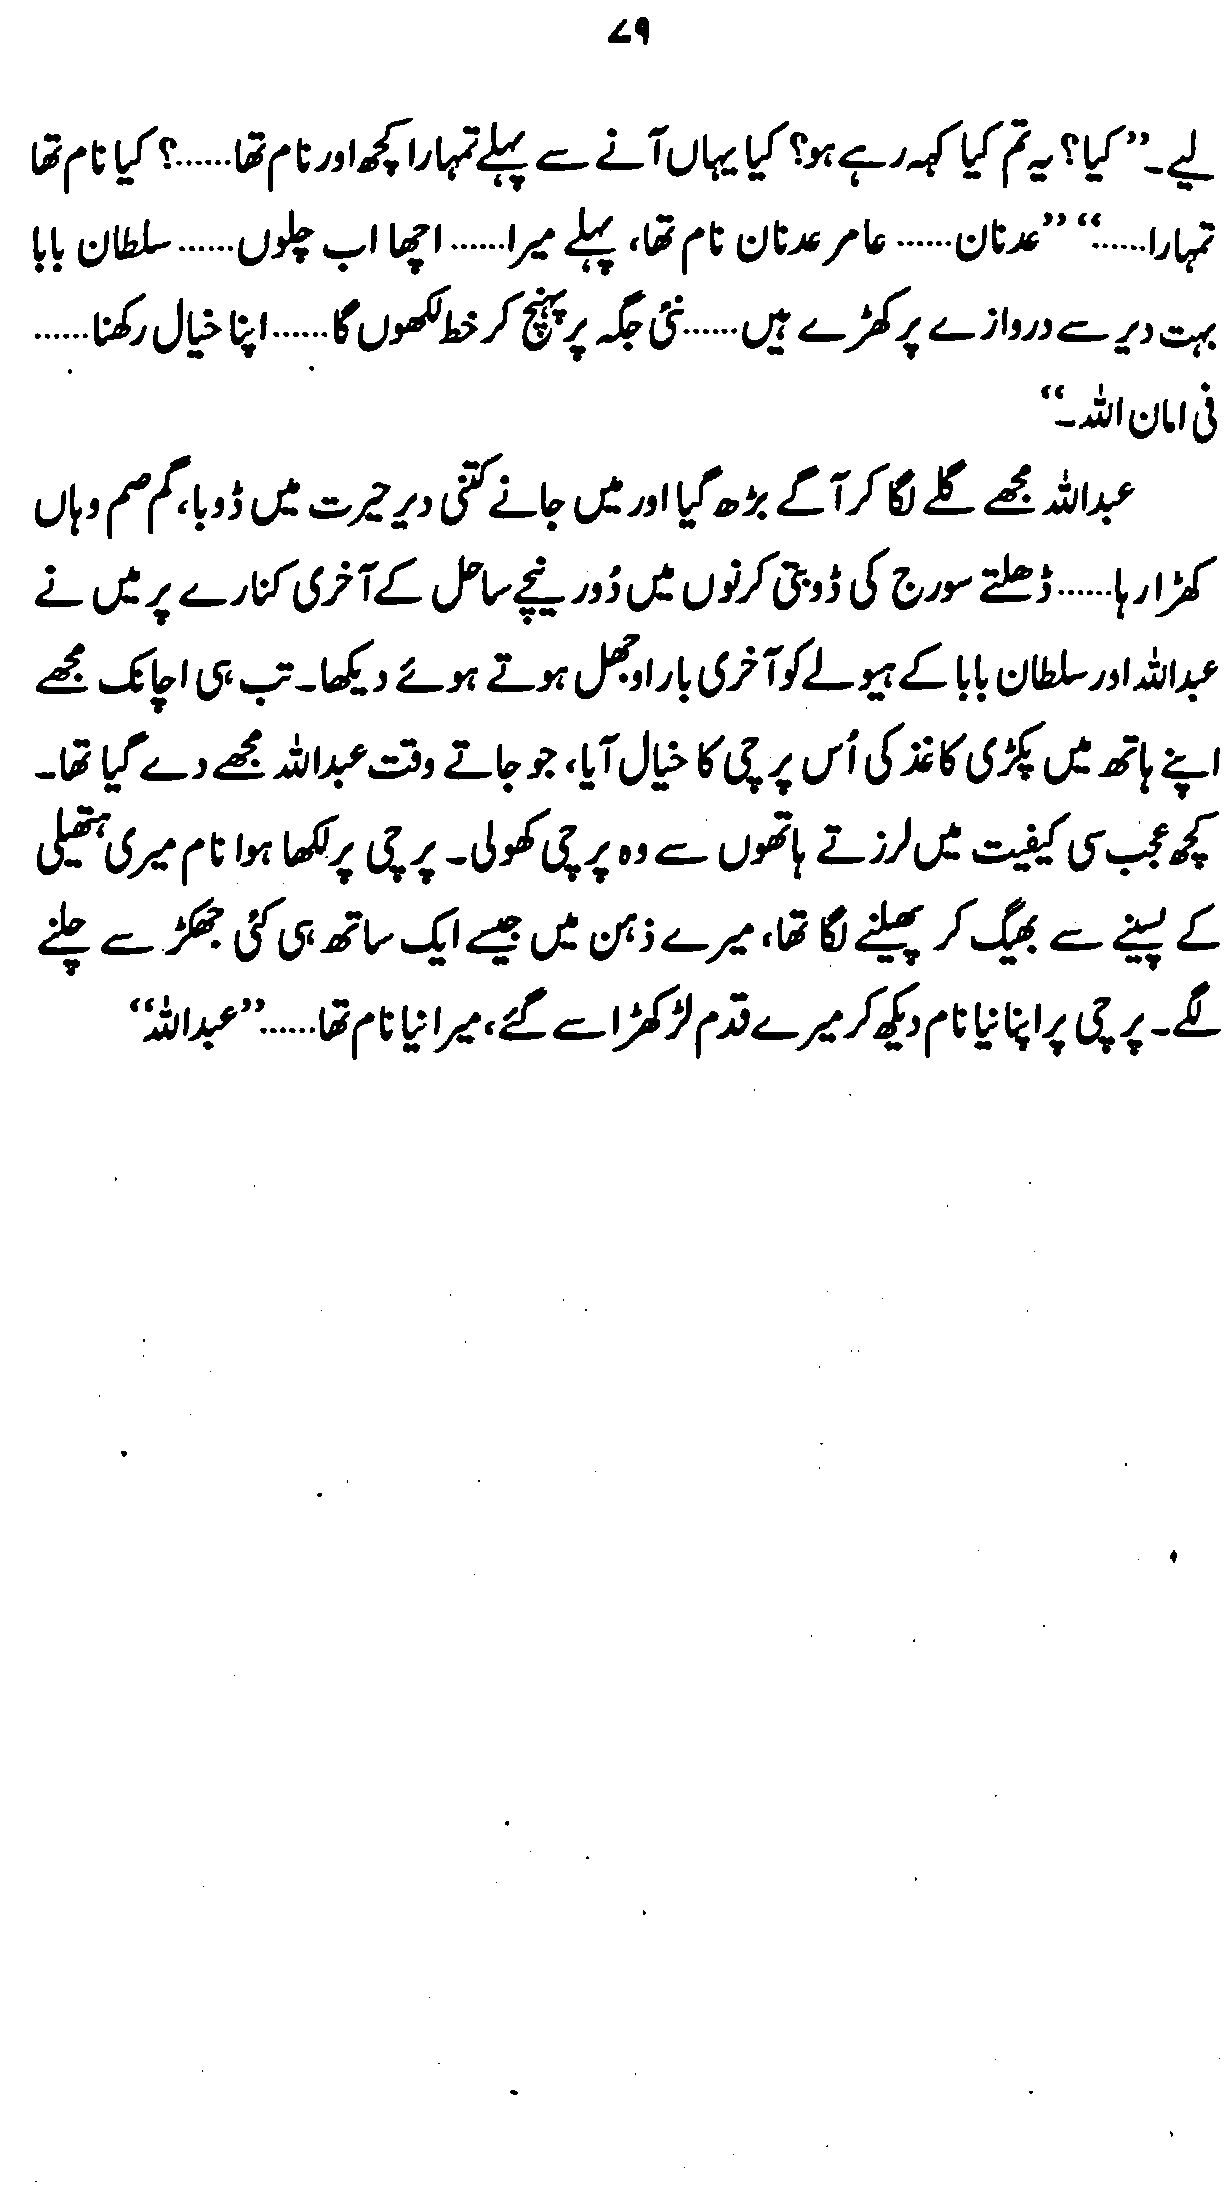 ۷۹
لیے۔ ”کیا؟ یہ تم کیا کہہ رہے ہو؟ کیا یہاں آنے سے پہلے تمہارا کچھ اور نام تھا......؟ کیا نام تھا
تمہارا......“ ”عدنان...... عامر عدنان نام تھا، پہلے میرا...... اچھا اب چلوں...... سلطان بابا
بہت دیر سے دروازے پر کھڑے ہیں...... نئی جگہ پر پہنچ کر خط لکھوں گا...... اپنا خیال رکھنا......
فی امان اللہ۔“
عبداللہ مجھے گلے لگا کر آگے بڑھ گیا اور میں جانے کتنی دیر حیرت میں ڈوبا، گم صم وہاں
کھڑا رہا...... ڈھلتے سورج کی ڈوبتی کرنوں میں دُور نیچے ساحل کے آخری کنارے پر میں نے
عبداللہ اور سلطان بابا کے ہیولے کو آخری بار اوجھل ہوتے ہوئے دیکھا۔ تب ہی اچانک مجھے
اپنے ہاتھ میں پکڑی کاغذ کی اُس پرچی کا خیال آیا، جو جاتے وقت عبداللہ مجھے دے گیا تھا۔
کچھ عجب سی کیفیت میں لرزتے ہاتھوں سے وہ پرچی کھولی۔ پرچی پر لکھا ہوا نام میری ہتھیلی
کے پسینے سے بھیگ کر پھیلنے لگا تھا، میرے ذہن میں جیسے ایک ساتھ ہی کئی جھکڑ سے چلنے
لگے۔ پرچی پر اپنا نیا نام دیکھ کر میرے قدم لڑکھڑا سے گئے، میرا نیا نام تھا...... ”عبداللہ“